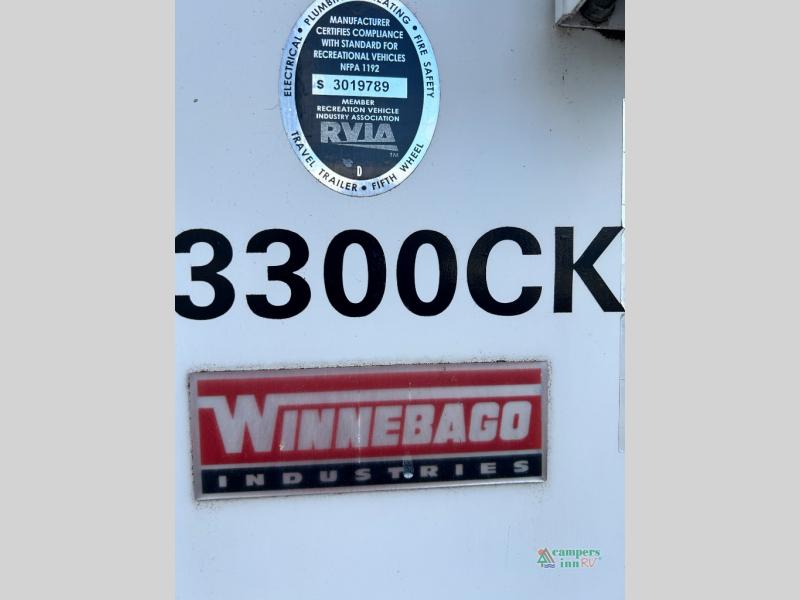 ELECTRICAL • PLUMBING • HEATING • FIRE SAFETY
MANUFACTURER
CERTIFIES COMPLIANCE
WITH STANDARD FOR
RECREATIONAL VEHICLES
NFPA 1192
S 3019789
MEMBER
RECREATION VEHICLE
INDUSTRY ASSOCIATION
RVIA
TM
D
TRAVEL TRAILER • FIFTH WHEEL
3300CK
WINNEBAGO
INDUSTRIES
campers
inn RV®